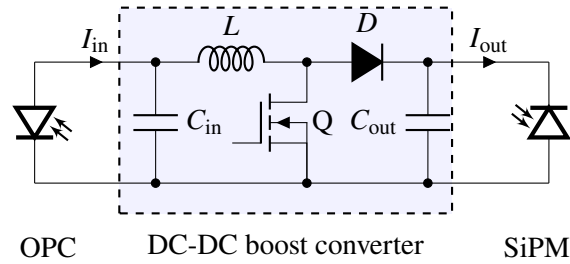 I_in L D I_out
C_in Q C_out
OPC DC-DC boost converter SiPM